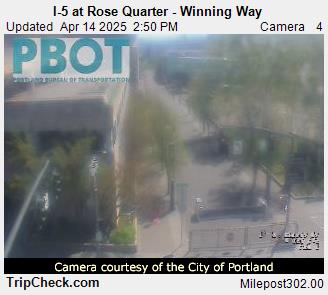 I-5 at Rose Quarter - Winning Way
Updated Apr 14 2025 2:50 PM Camera 4
PBOT
PORTLAND BUREAU OF TRANSPORTATION
Camera courtesy of the City of Portland
TripCheck.com Milepost302.00